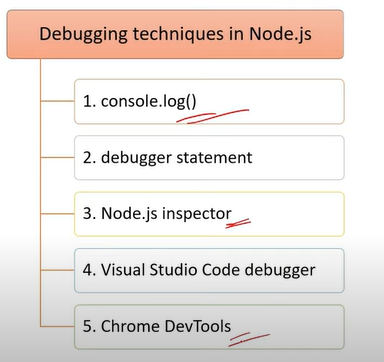 Debugging techniques in Node.js
1. console.log()
2. debugger statement
3. Node.js inspector
4. Visual Studio Code debugger
5. Chrome DevTools